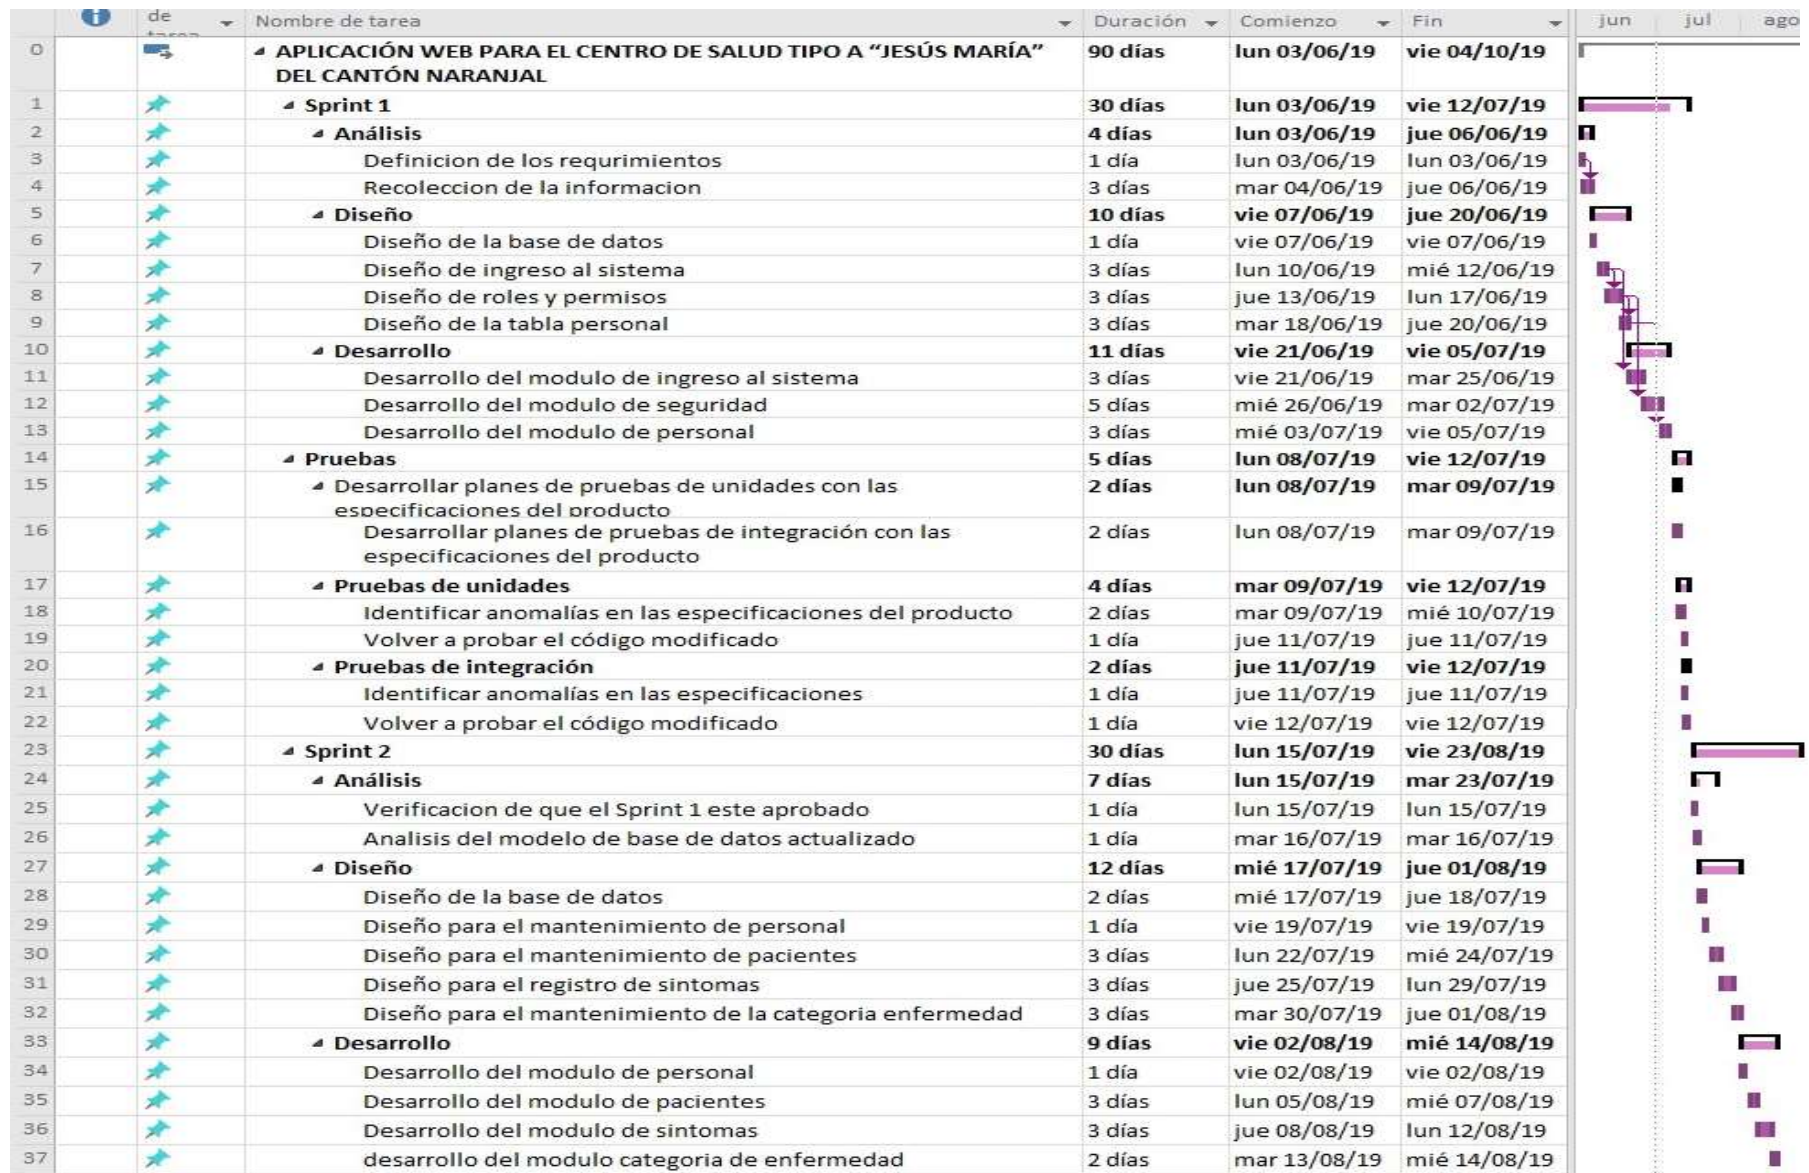 de Nombre de tarea Duración Comienzo Fin jun jul ago
0 APLICACIÓN WEB PARA EL CENTRO DE SALUD TIPO A “JESÚS MARÍA” 90 días lun 03/06/19 vie 04/10/19
DEL CANTÓN NARANJAL
1 Sprint 1 30 días lun 03/06/19 vie 12/07/19
2 Análisis 4 días lun 03/06/19 jue 06/06/19
3 Definicion de los requrimientos 1 día lun 03/06/19 lun 03/06/19
4 Recoleccion de la informacion 3 días mar 04/06/19 jue 06/06/19
5 Diseño 10 días vie 07/06/19 jue 20/06/19
6 Diseño de la base de datos 1 día vie 07/06/19 vie 07/06/19
7 Diseño de ingreso al sistema 3 días lun 10/06/19 mié 12/06/19
8 Diseño de roles y permisos 3 días jue 13/06/19 lun 17/06/19
9 Diseño de la tabla personal 3 días mar 18/06/19 jue 20/06/19
10 Desarrollo 11 días vie 21/06/19 vie 05/07/19
11 Desarrollo del modulo de ingreso al sistema 3 días vie 21/06/19 mar 25/06/19
12 Desarrollo del modulo de seguridad 5 días mié 26/06/19 mar 02/07/19
13 Desarrollo del modulo de personal 3 días mié 03/07/19 vie 05/07/19
14 Pruebas 5 días lun 08/07/19 vie 12/07/19
15 Desarrollar planes de pruebas de unidades con las 2 días lun 08/07/19 mar 09/07/19
especificaciones del producto
16 Desarrollar planes de pruebas de integración con las 2 días lun 08/07/19 mar 09/07/19
especificaciones del producto
17 Pruebas de unidades 4 días mar 09/07/19 vie 12/07/19
18 Identificar anomalías en las especificaciones del producto 2 días mar 09/07/19 mié 10/07/19
19 Volver a probar el código modificado 1 día jue 11/07/19 jue 11/07/19
20 Pruebas de integración 2 días jue 11/07/19 vie 12/07/19
21 Identificar anomalías en las especificaciones 1 día jue 11/07/19 jue 11/07/19
22 Volver a probar el código modificado 1 día vie 12/07/19 vie 12/07/19
23 Sprint 2 30 días lun 15/07/19 vie 23/08/19
24 Análisis 7 días lun 15/07/19 mar 23/07/19
25 Verificacion de que el Sprint 1 este aprobado 1 día lun 15/07/19 lun 15/07/19
26 Analisis del modelo de base de datos actualizado 1 día mar 16/07/19 mar 16/07/19
27 Diseño 12 días mié 17/07/19 jue 01/08/19
28 Diseño de la base de datos 2 días mié 17/07/19 jue 18/07/19
29 Diseño para el mantenimiento de personal 1 día vie 19/07/19 vie 19/07/19
30 Diseño para el mantenimiento de pacientes 3 días lun 22/07/19 mié 24/07/19
31 Diseño para el registro de sintomas 3 días jue 25/07/19 lun 29/07/19
32 Diseño para el mantenimiento de la categoria enfermedad 3 días mar 30/07/19 jue 01/08/19
33 Desarrollo 9 días vie 02/08/19 mié 14/08/19
34 Desarrollo del modulo de personal 1 día vie 02/08/19 vie 02/08/19
35 Desarrollo del modulo de pacientes 3 días lun 05/08/19 mié 07/08/19
36 Desarrollo del modulo de sintomas 3 días jue 08/08/19 lun 12/08/19
37 desarrollo del modulo categoria de enfermedad 2 días mar 13/08/19 mié 14/08/19